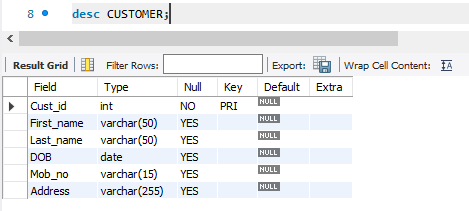 8 desc CUSTOMER;
Result Grid Filter Rows: Export: Wrap Cell Content: IA
Field Type Null Key Default Extra
Cust_id int NO PRI NULL
First_name varchar(50) YES NULL
Last_name varchar(50) YES NULL
DOB date YES NULL
Mob_no varchar(15) YES NULL
Address varchar(255) YES NULL